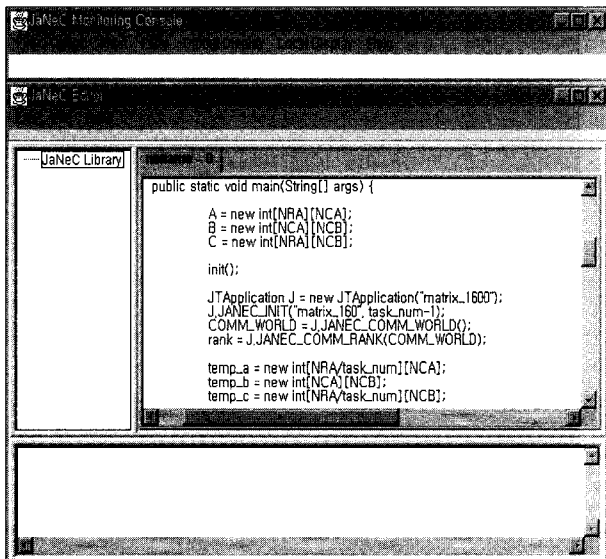 JaNeC Monitoring Console
JaNeC Editor
JaNeC Library
public static void main(String[] args) {
A = new int[NRA][NCA];
B = new int[NCA][NCB];
C = new int[NRA][NCB];
init();
JTApplication J = new JTApplication("matrix_1600");
J.JANEC_INIT("matrix_160", task_num-1);
COMM_WORLD = J.JANEC_COMM_WORLD();
rank = J.JANEC_COMM_RANK(COMM_WORLD);
temp_a = new int[NRA/task_num][NCA];
temp_b = new int[NCA][NCB];
temp_c = new int[NRA/task_num][NCB];